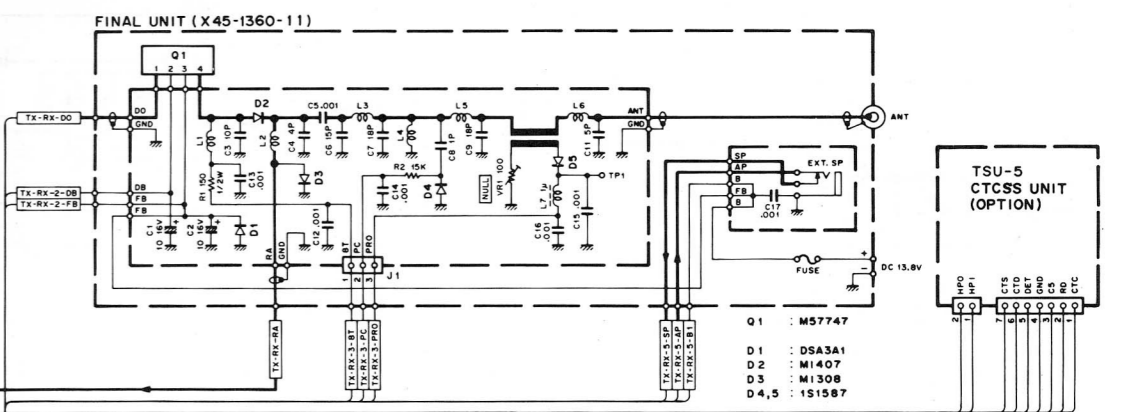 FINAL UNIT (X45-1360-11)
Q1
1 2 3 4
TX-RX-DO
DO
GND
D2
C5 .001
L3
L5
L6
ANT
GND
ANT
L1
C3 10P
L2
C4 4P
C6 15P
C7 18P
L4
C8 1P
C9 18P
C11 5P
D5
R1 150
1/2W
C13
.001
D3
R2 15K
C14
.001
D4
NULL
VR1 100
TP1
L7 1μ
C15 .001
C16
0.01
TX-RX-2-DB
TX-RX-2-FB
DB
FB
C1
10 16V
+
C2
10 16V
+
D1
C12 .001
RA
GND
8T
PC
PRO
1
2
3
J1
SP
AP
B
FB
B
EXT. SP
C17
.001
FUSE
+
-
DC 13.8V
TX-RX-RA
TX-RX-3-8T
TX-RX-3-PC
TX-RX-3-PRO
TX-RX-5-SP
TX-RX-5-AP
TX-RX-5-B1
Q1 : M57747
D1 : DSA3A1
D2 : MI407
D3 : MI308
D4,5 : 1S1587
TSU-5
CTCSS UNIT
(OPTION)
HPO
HPI
2
1
CTS
CTD
DET
GND
C5
RD
CTC
7
6
5
4
3
2
1